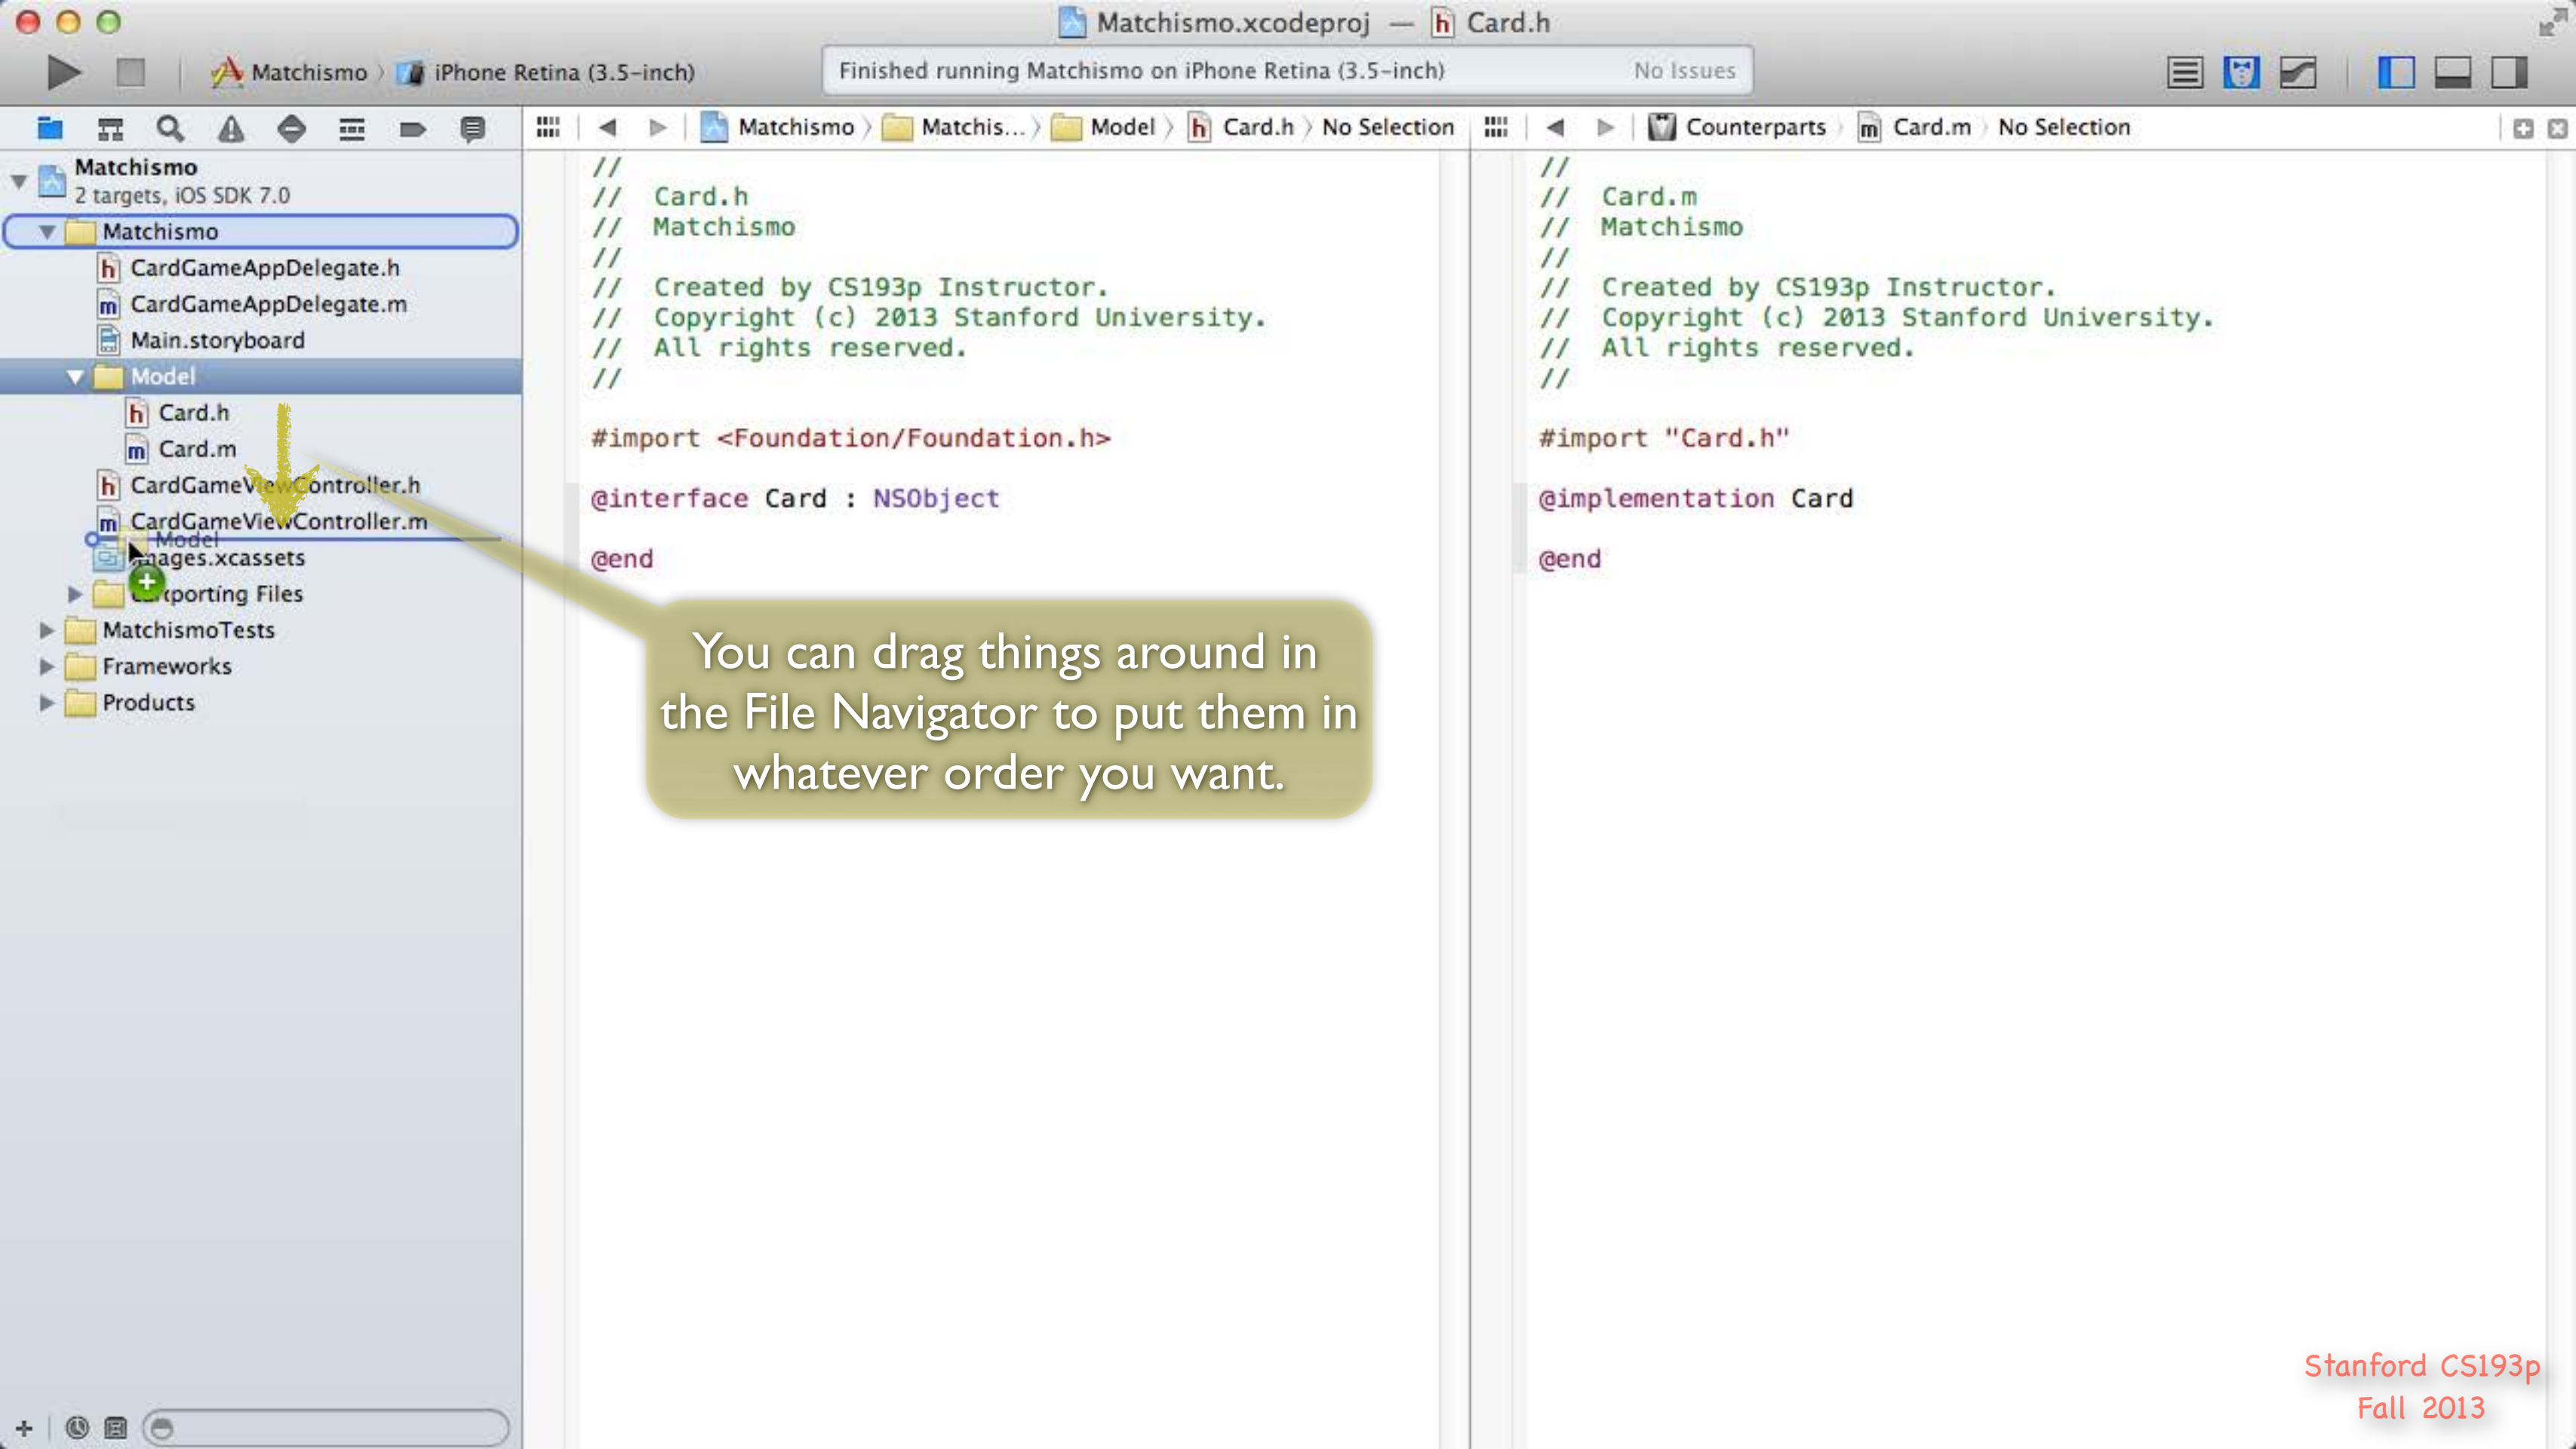 Matchismo.xcodeproj — h Card.h
Matchismo iPhone Retina (3.5-inch)
Finished running Matchismo on iPhone Retina (3.5-inch) No Issues
Matchismo Matchis... Model h Card.h No Selection
Counterparts m Card.m No Selection
Matchismo
2 targets, iOS SDK 7.0
Matchismo
h CardGameAppDelegate.h
m CardGameAppDelegate.m
Main.storyboard
Model
h Card.h
m Card.m
h CardGameViewController.h
m CardGameViewController.m
Model
MatchismoTests
Frameworks
Products
//
// Card.h
// Matchismo
//
// Created by CS193p Instructor.
// Copyright (c) 2013 Stanford University.
// All rights reserved.
//
#import <Foundation/Foundation.h>
@interface Card : NSObject
@end
//
// Card.m
// Matchismo
//
// Created by CS193p Instructor.
// Copyright (c) 2013 Stanford University.
// All rights reserved.
//
#import "Card.h"
@implementation Card
@end
You can drag things around in
the File Navigator to put them in
whatever order you want.
Stanford CS193p
Fall 2013